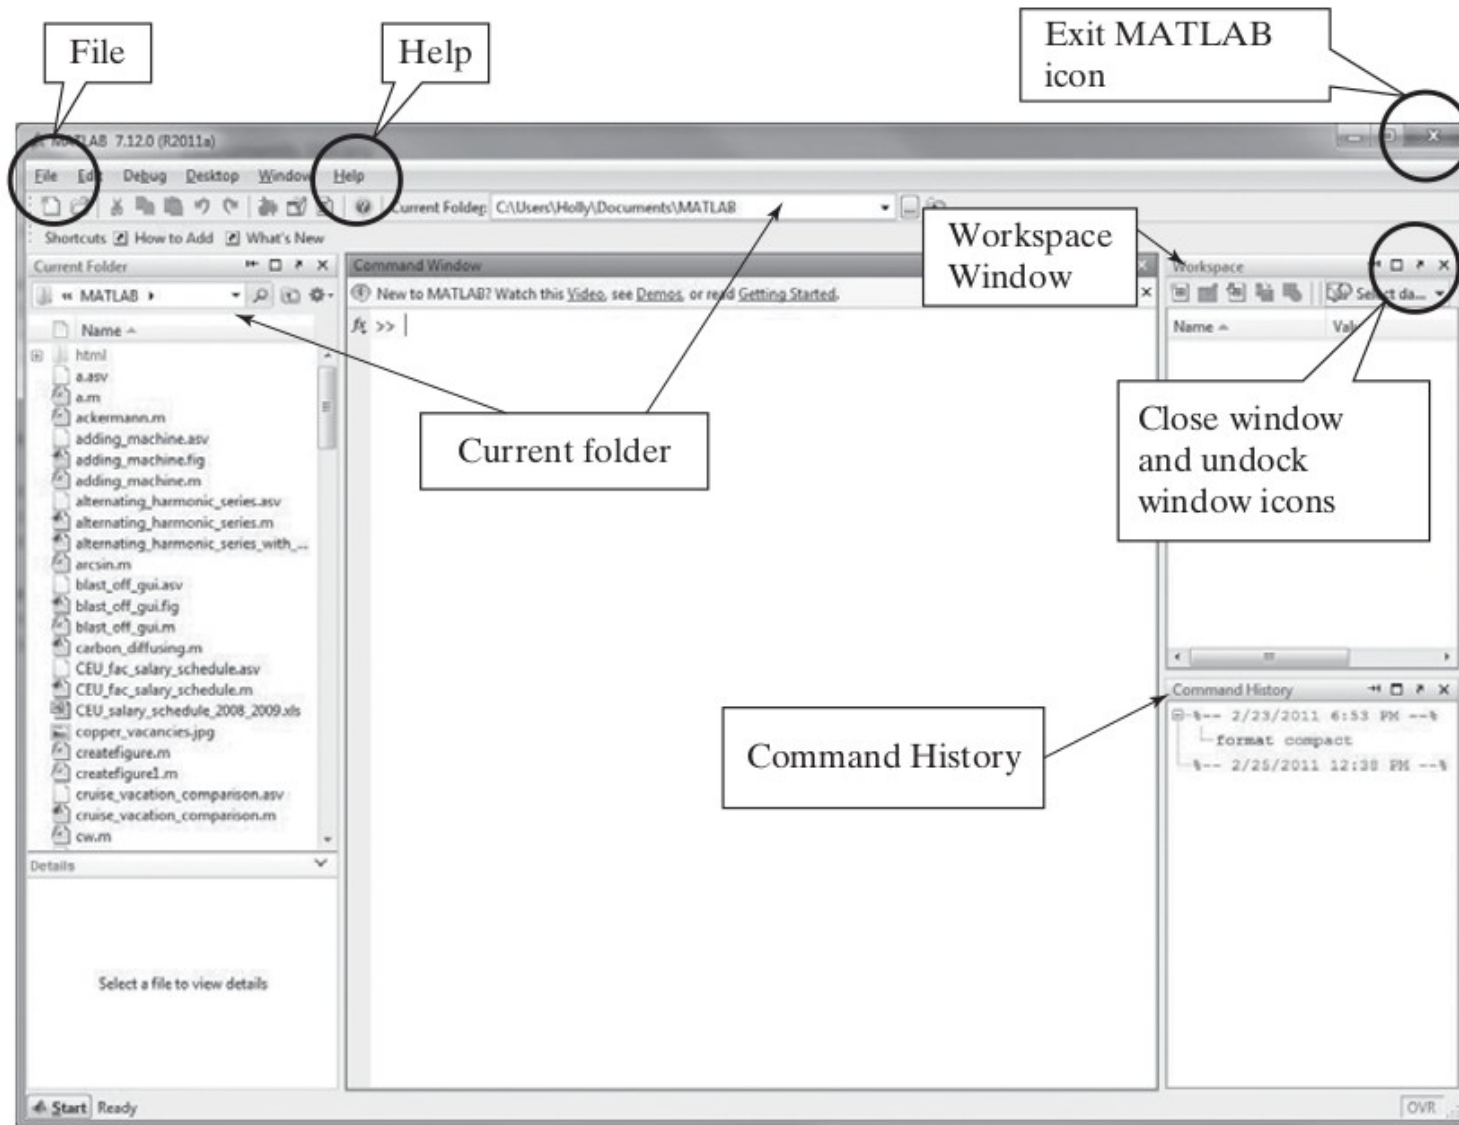 File
Help
Exit MATLAB
icon
MATLAB 7.12.0 (R2011a)
File Edit Debug Desktop Window Help
Current Folder: C:\Users\Holly\Documents\MATLAB
Shortcuts How to Add What's New
Workspace
Window
Current Folder
Command Window
Workspace
« MATLAB
New to MATLAB? Watch this Video, see Demos, or read Getting Started.
Select da...
Name
fx >>
Name
html
a.asv
a.m
ackermann.m
adding_machine.asv
adding_machine.fig
adding_machine.m
alternating_harmonic_series.asv
alternating_harmonic_series.m
alternating_harmonic_series_with_...
arcsin.m
blast_off_gui.asv
blast_off_gui.fig
blast_off_gui.m
carbon_diffusing.m
CEU_fac_salary_schedule.asv
CEU_fac_salary_schedule.m
CEU_salary_schedule_2008_2009.xls
copper_vacancies.jpg
createfigure.m
createfigure1.m
cruise_vacation_comparison.asv
cruise_vacation_comparison.m
cw.m
Current folder
Close window
and undock
window icons
Command History
Command History
%-- 2/23/2011 6:53 PM --%
format compact
%-- 2/25/2011 12:38 PM --%
Details
Select a file to view details
Start Ready
OVR